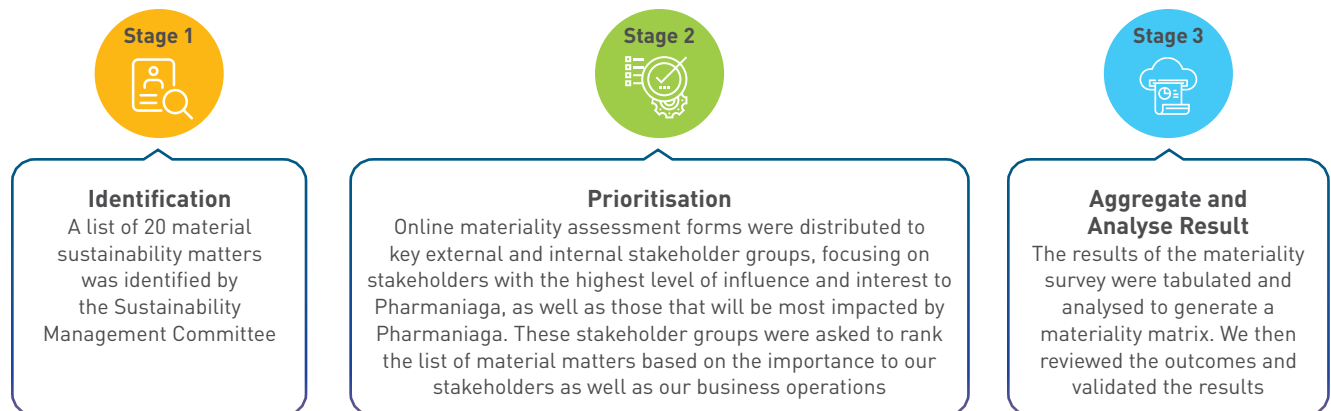 Stage 1
Identification
A list of 20 material
sustainability matters
was identified by
the Sustainability
Management Committee
Stage 2
Prioritisation
Online materiality assessment forms were distributed to
key external and internal stakeholder groups, focusing on
stakeholders with the highest level of influence and interest to
Pharmaniaga, as well as those that will be most impacted by
Pharmaniaga. These stakeholder groups were asked to rank
the list of material matters based on the importance to our
stakeholders as well as our business operations
Stage 3
Aggregate and
Analyse Result
The results of the materiality
survey were tabulated and
analysed to generate a
materiality matrix. We then
reviewed the outcomes and
validated the results